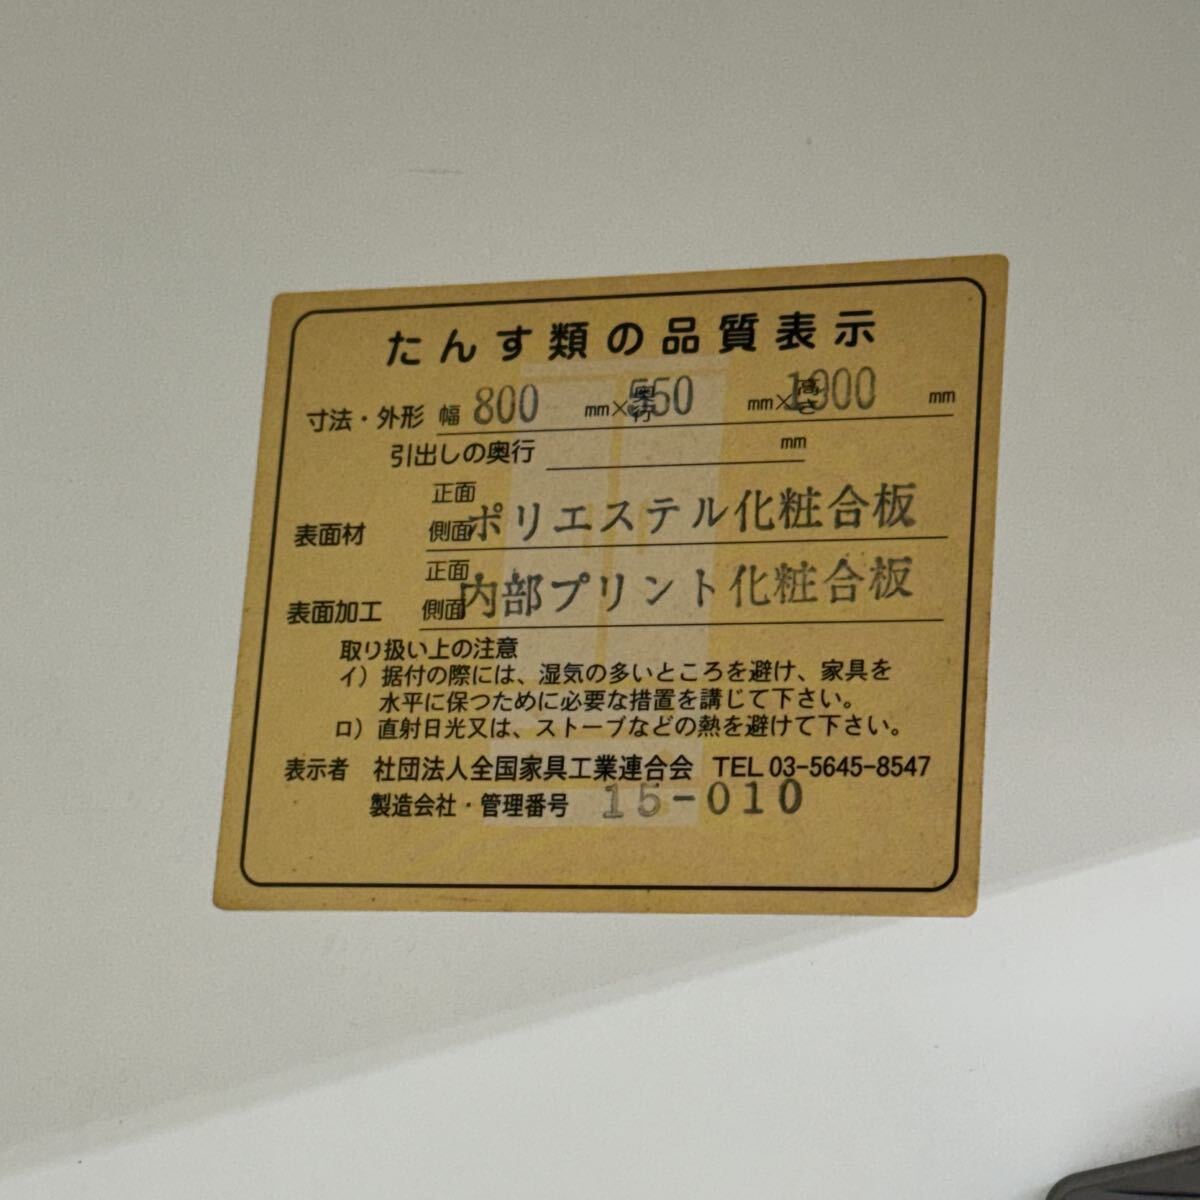 たんす類の品質表示
寸法・外形 幅 800 mm×奥行 550 mm×高さ 1900 mm
引出しの奥行 mm
正面
表面材 側面 ポリエステル化粧合板
正面
表面加工 側面 内部プリント化粧合板
取り扱い上の注意
イ）据付の際には、湿気の多いところを避け、家具を
水平に保つために必要な措置を講じて下さい。
ロ）直射日光又は、ストーブなどの熱を避けて下さい。
表示者 社団法人全国家具工業連合会 TEL 03-5645-8547
製造会社・管理番号 15-010